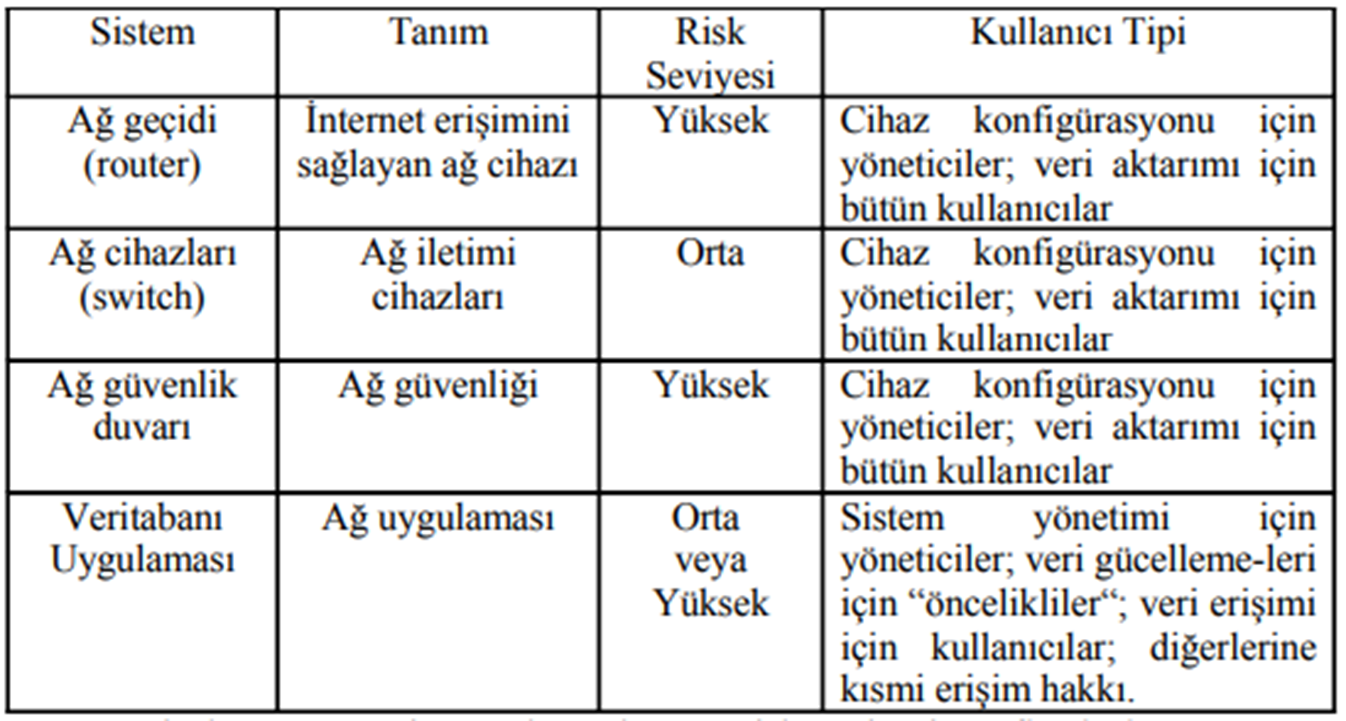 Sistem
Tanım
Risk
Seviyesi
Kullanıcı Tipi
Ağ geçidi
(router)
İnternet erişimini
sağlayan ağ cihazı
Yüksek
Cihaz konfigürasyonu için
yöneticiler; veri aktarımı için
bütün kullanıcılar
Ağ cihazları
(switch)
Ağ iletimi
cihazları
Orta
Cihaz konfigürasyonu için
yöneticiler; veri aktarımı için
bütün kullanıcılar
Ağ güvenlik
duvarı
Ağ güvenliği
Yüksek
Cihaz konfigürasyonu için
yöneticiler; veri aktarımı için
bütün kullanıcılar
Veritabanı
Uygulaması
Ağ uygulaması
Orta
veya
Yüksek
Sistem yönetimi için
yöneticiler; veri gücelleme-leri
için “öncelikliler“; veri erişimi
için kullanıcılar; diğerlerine
kısmi erişim hakkı.